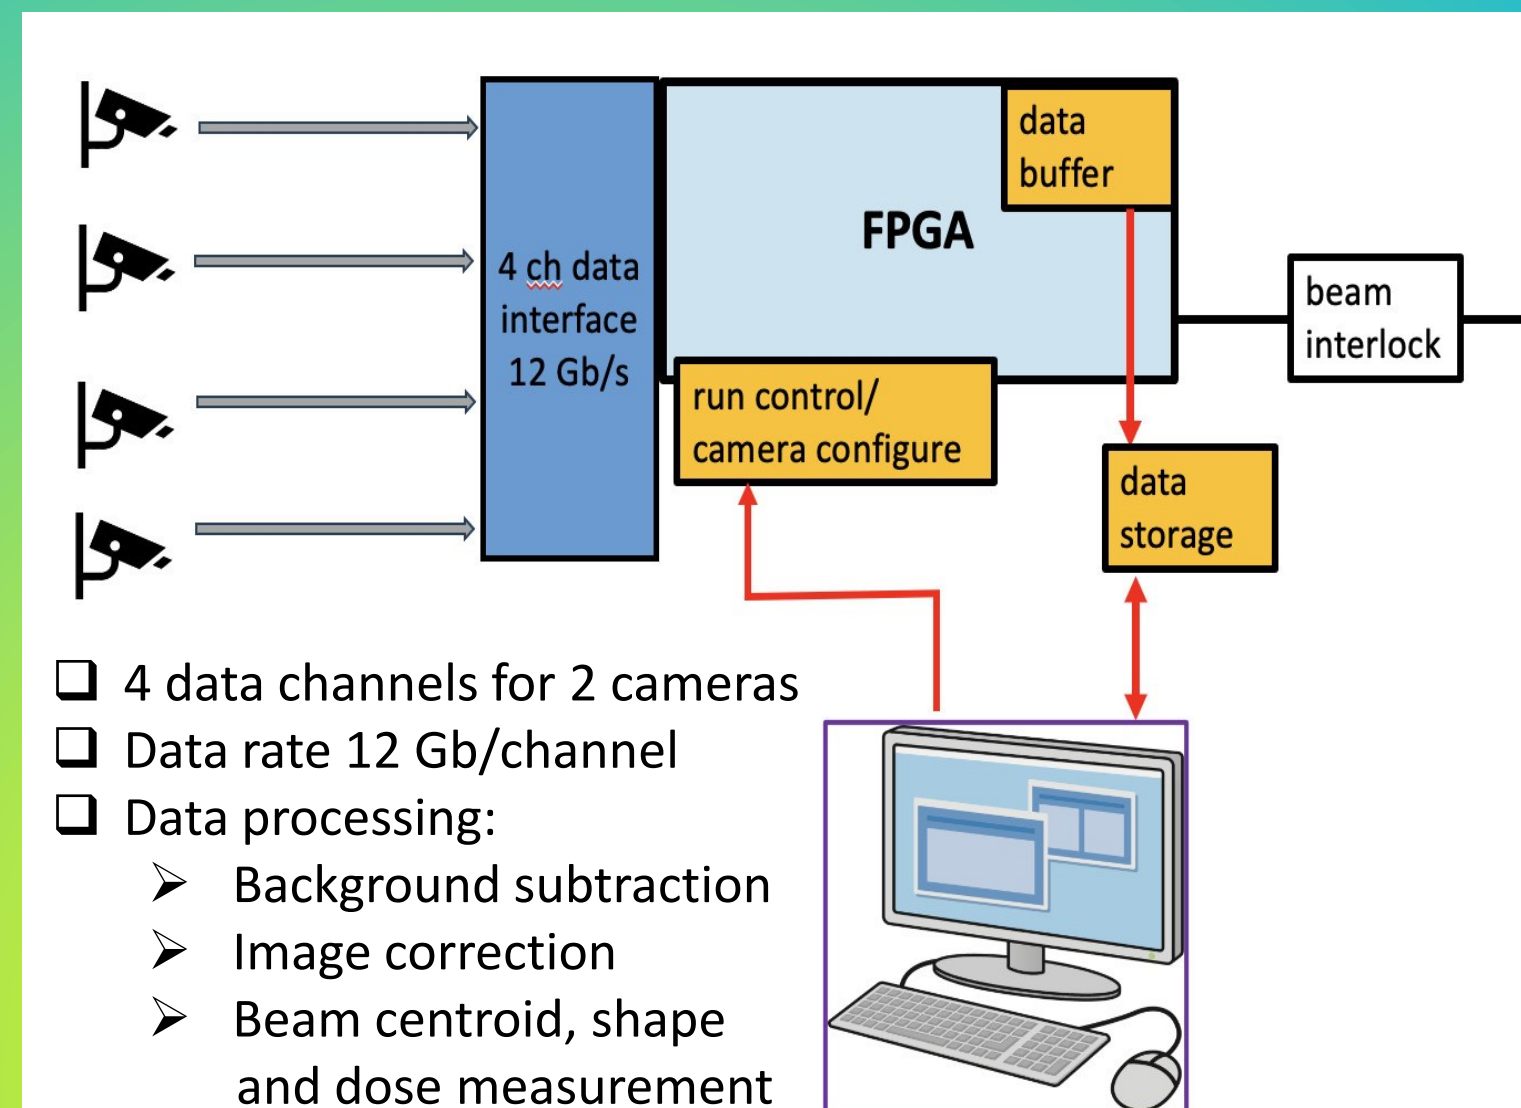 4 ch data
interface
12 Gb/s
FPGA
data
buffer
run control/
camera configure
beam
interlock
data
storage
4 data channels for 2 cameras
Data rate 12 Gb/channel
Data processing:
Background subtraction
Image correction
Beam centroid, shape
and dose measurement